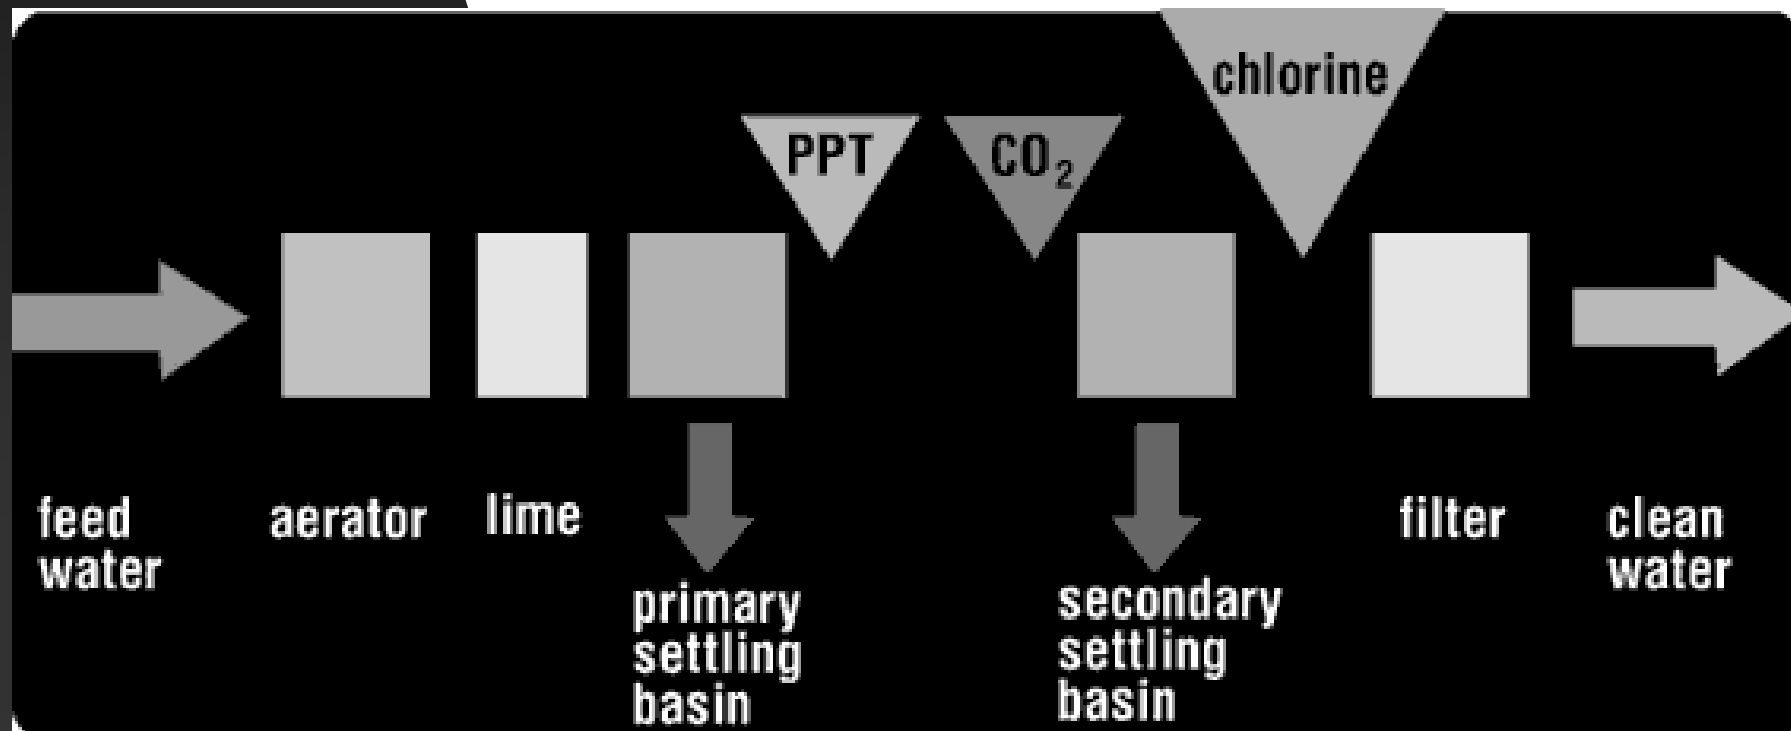 chlorine
PPT
CO₂
feed
water
aerator
lime
primary
settling
basin
secondary
settling
basin
filter
clean
water